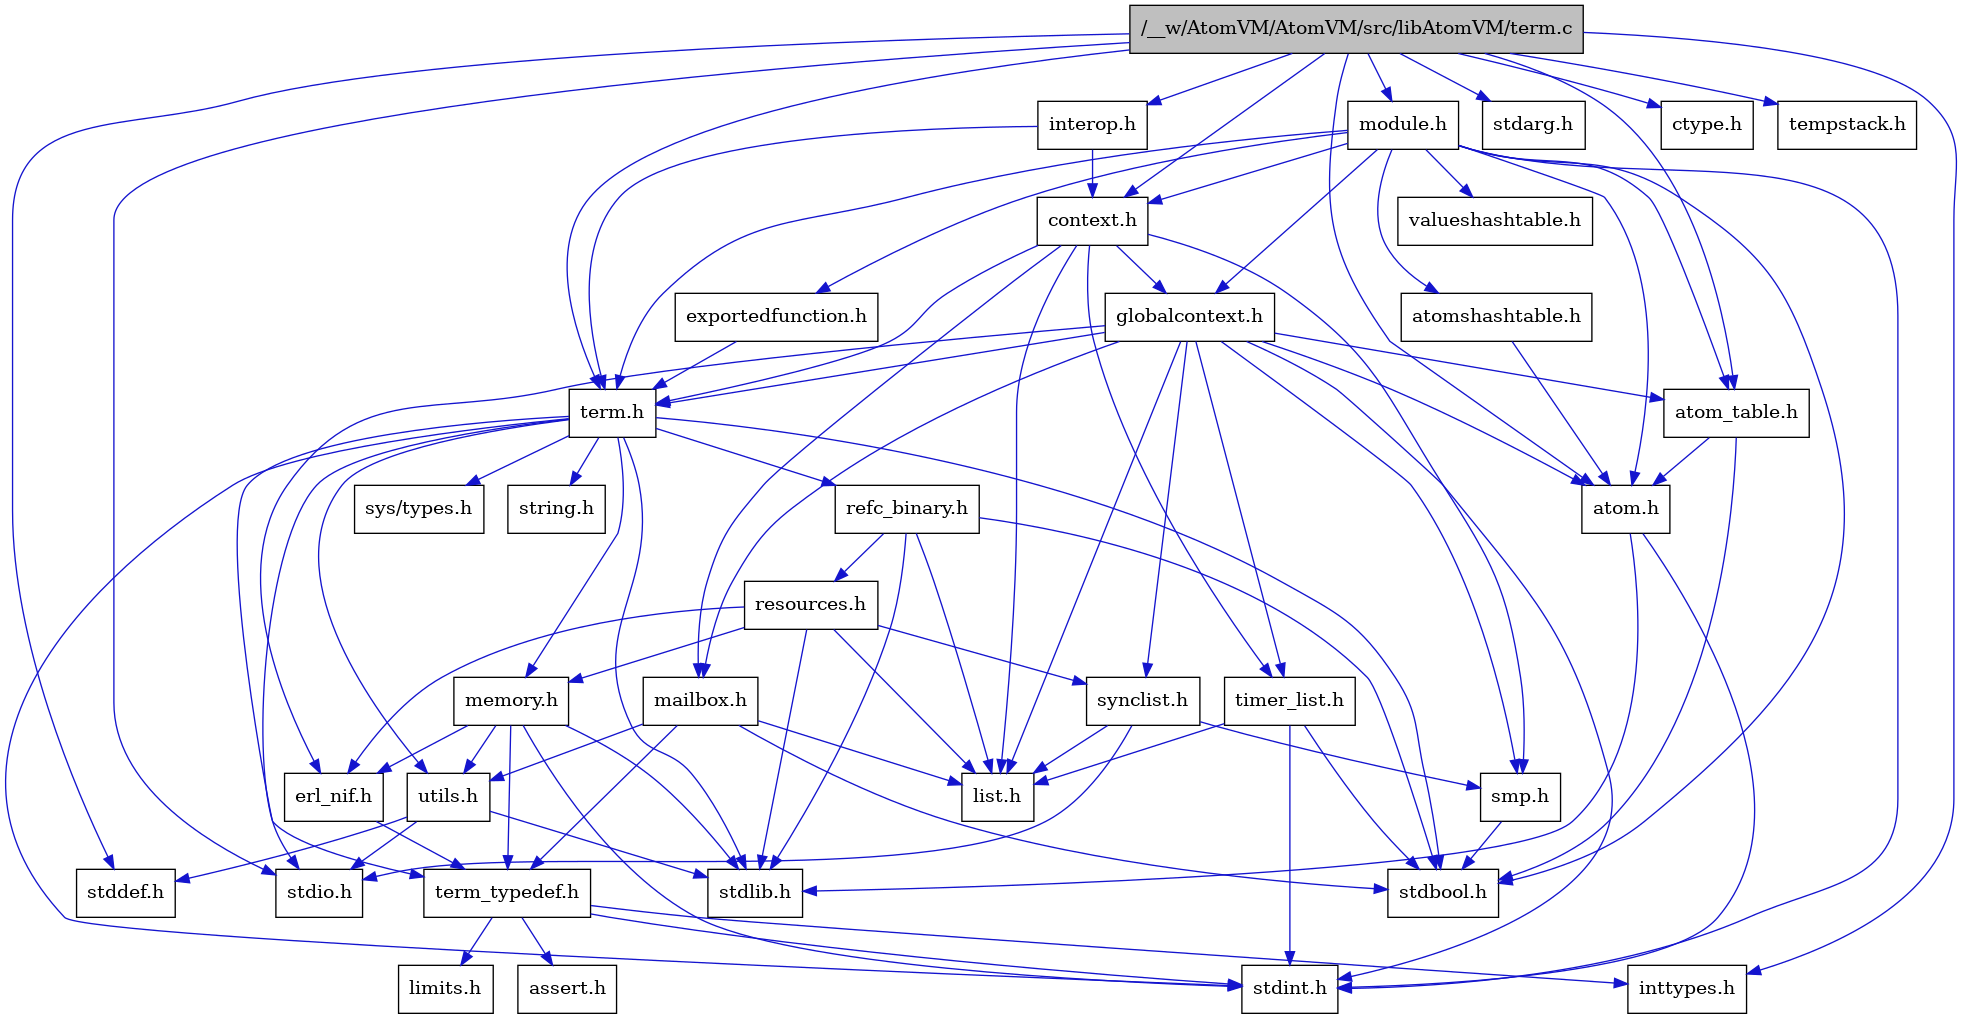 /__w/AtomVM/AtomVM/src/libAtomVM/term.c
interop.h
module.h
stdarg.h
ctype.h
tempstack.h
context.h
valueshashtable.h
exportedfunction.h
globalcontext.h
atomshashtable.h
term.h
atom_table.h
sys/types.h
string.h
refc_binary.h
atom.h
resources.h
memory.h
mailbox.h
synclist.h
timer_list.h
erl_nif.h
utils.h
list.h
smp.h
stddef.h
stdio.h
term_typedef.h
stdlib.h
stdbool.h
limits.h
assert.h
stdint.h
inttypes.h